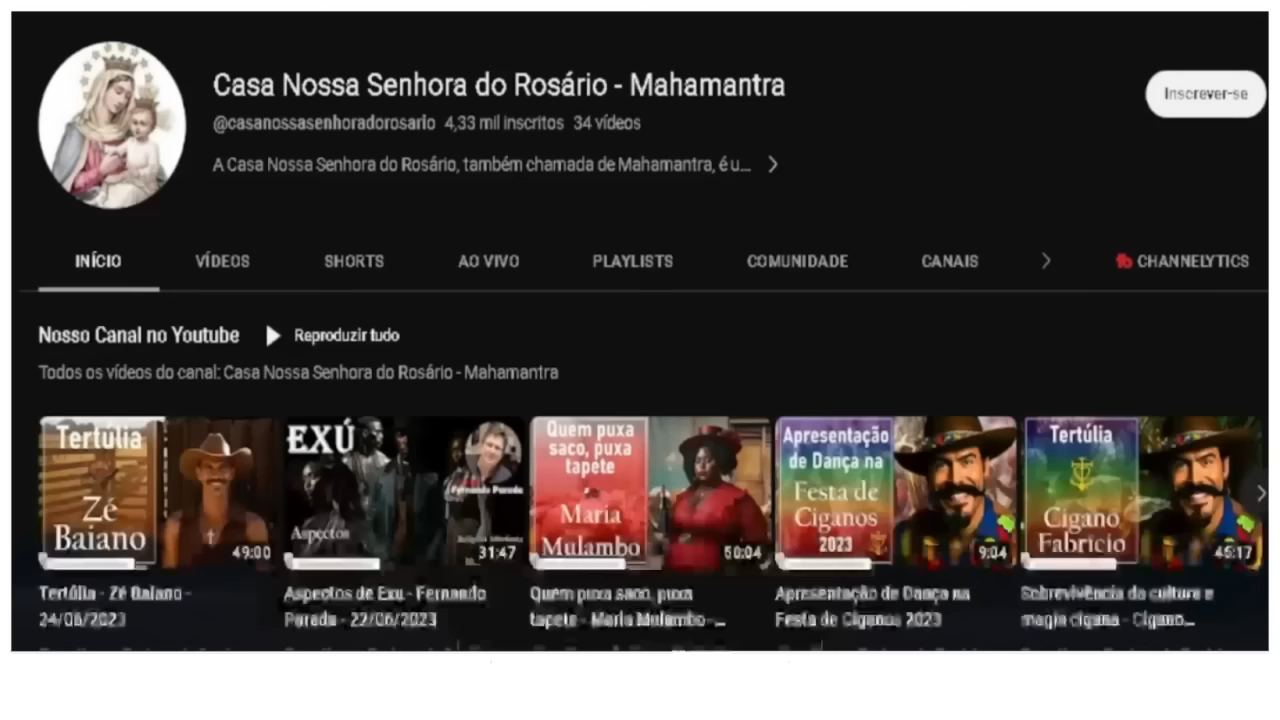 Casa Nossa Senhora do Rosário - Mahamantra
Inscrever-se
@casanossasenhoradorosario 4,33 mil inscritos 34 vídeos
A Casa Nossa Senhora do Rosário, também chamada de Mahamantra, é u...
INÍCIO VÍDEOS SHORTS AO VIVO PLAYLISTS COMUNIDADE CANAIS CHANNELYTICS
Nosso Canal no Youtube Reproduzir tudo
Todos os vídeos do canal: Casa Nossa Senhora do Rosário - Mahamantra
Tertúlia
Zé
Baiano
49:00
EXÚ
Fernando Parada
Aspectos
31:47
Quem puxa
saco, puxa
tapete
Maria
Mulambo
50:04
Apresentação
de Dança na
Festa de
Ciganos
2023
9:04
Tertúlia
Cigano
Fabrício
45:17
Tertúlia - Zé Baiano -
24/06/2023
Aspectos de Exu - Fernando
Parada - 22/06/2023
Quem puxa saco, puxa
tapete - Maria Mulambo -...
Apresentação de Dança na
Festa de Ciganos 2023
Sobrevivência da cultura e
magia cigana - Cigano...